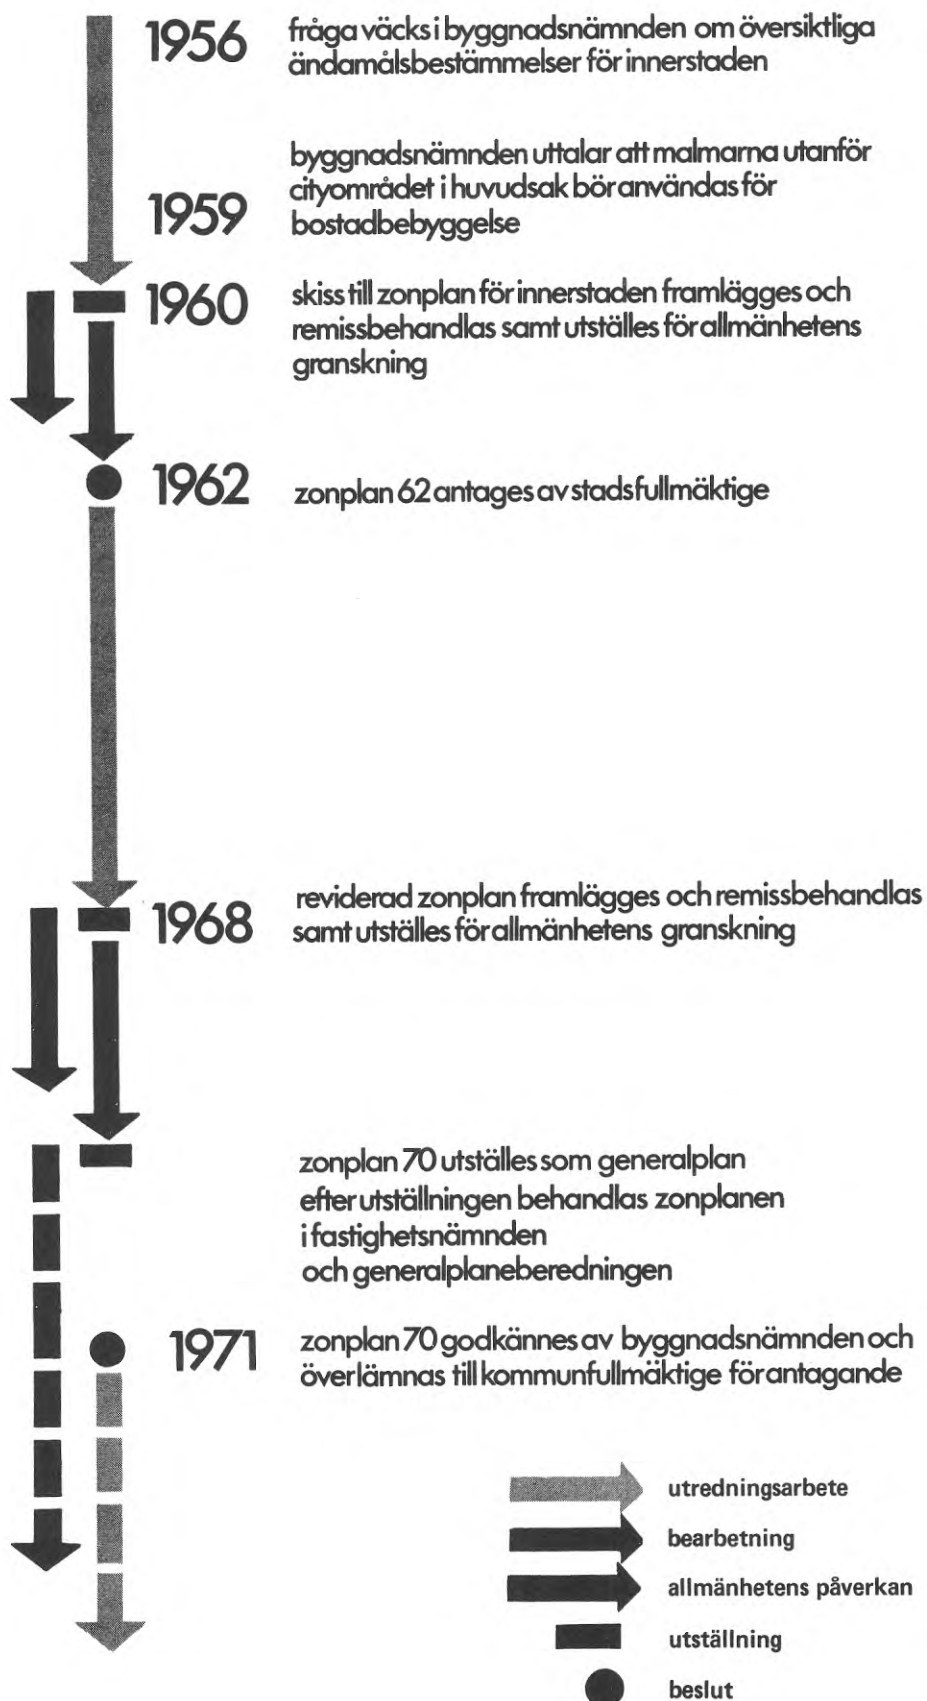 1956
fråga väcks i byggnadsnämnden om översiktliga
ändamålsbestämmelser för innerstaden
1959
byggnadsnämnden uttalar att malmarna utanför
cityområdet i huvudsak bör användas för
bostadbebyggelse
1960
skiss till zonplan för innerstaden framlägges och
remissbehandlas samt utställes för allmänhetens
granskning
1962
zonplan 62 antages av stadsfullmäktige
1968
reviderad zonplan framlägges och remissbehandlas
samt utställes för allmänhetens granskning
zonplan 70 utställes som generalplan
efter utställningen behandlas zonplanen
i fastighetsnämnden
och generalplaneberedningen
1971
zonplan 70 godkännes av byggnadsnämnden och
överlämnas till kommunfullmäktige för antagande
utredningsarbete
bearbetning
allmänhetens påverkan
utställning
beslut